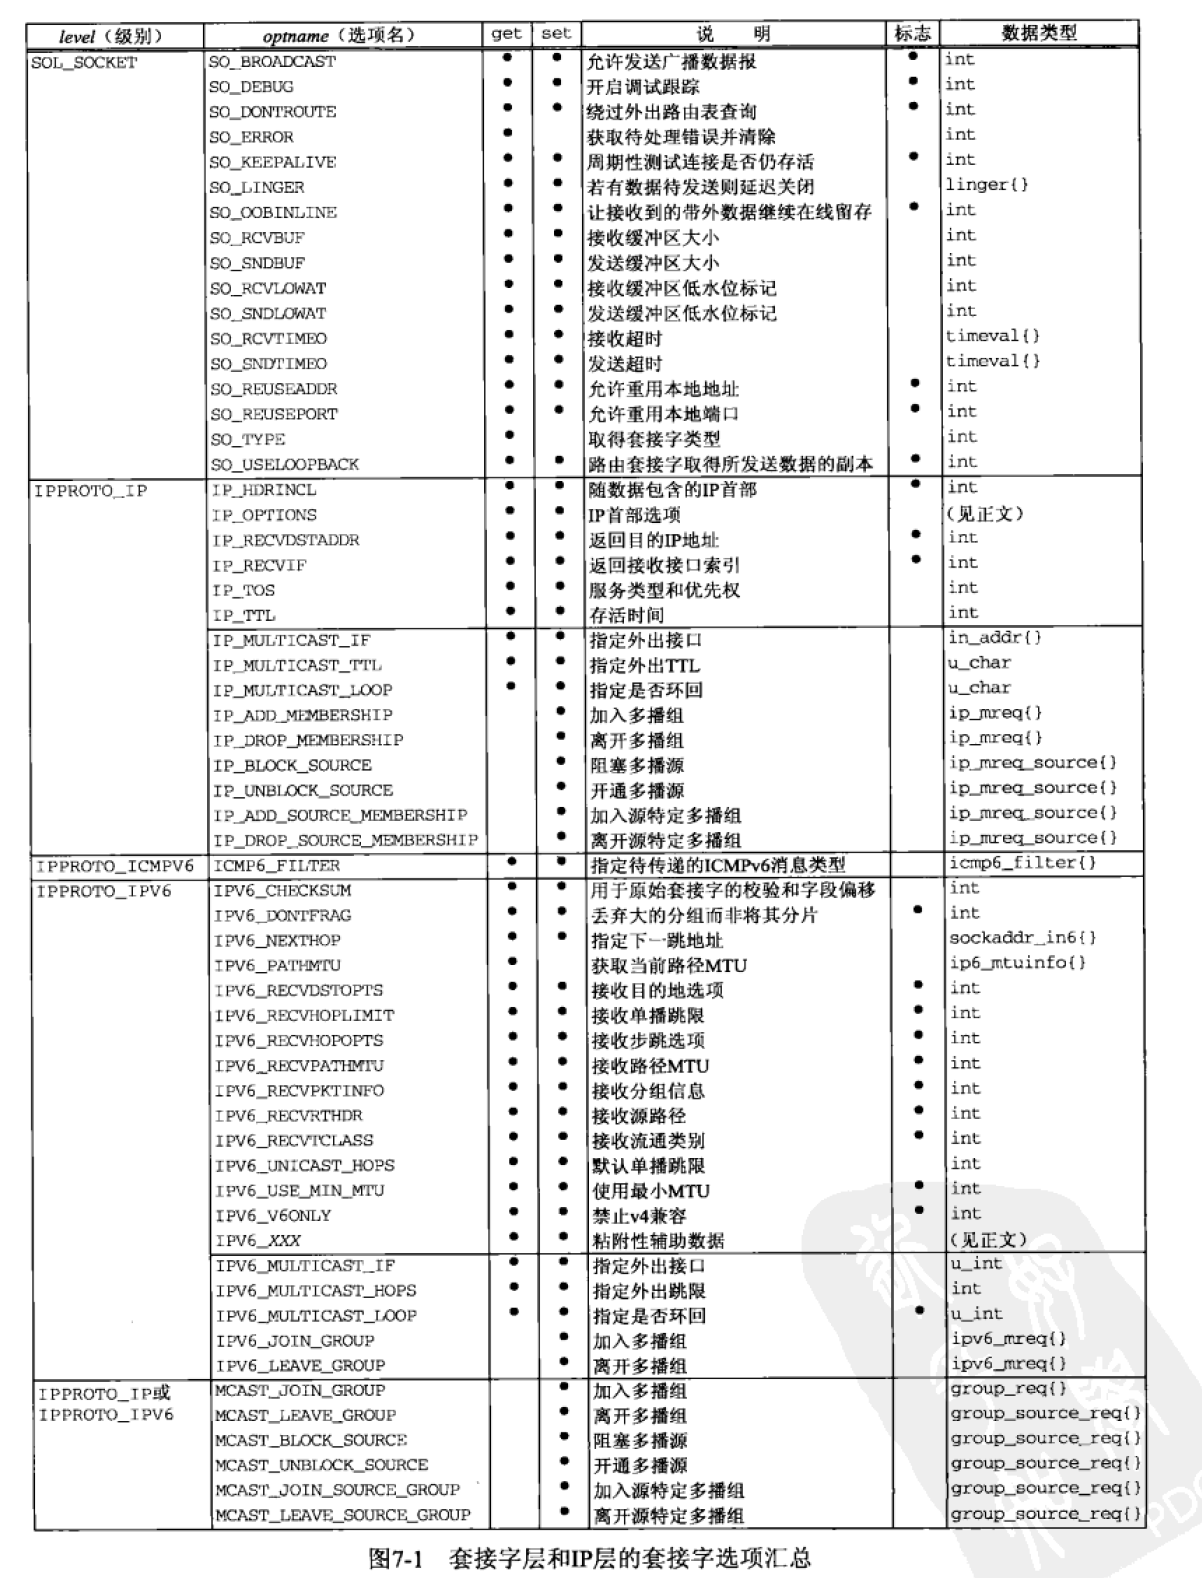 level（级别） optname（选项名） get set 说 明 标志 数据类型
SOL_SOCKET SO_BROADCAST • • 允许发送广播数据报 • int
SO_DEBUG • • 开启调试跟踪 • int
SO_DONTROUTE • • 绕过外出路由表查询 • int
SO_ERROR • 获取待处理错误并清除 int
SO_KEEPALIVE • • 周期性测试连接是否仍存活 • int
SO_LINGER • • 若有数据待发送则延迟关闭 linger{}
SO_OOBINLINE • • 让接收到的带外数据继续在线留存 • int
SO_RCVBUF • • 接收缓冲区大小 int
SO_SNDBUF • • 发送缓冲区大小 int
SO_RCVLOWAT • • 接收缓冲区低水位标记 int
SO_SNDLOWAT • • 发送缓冲区低水位标记 int
SO_RCVTIMEO • • 接收超时 timeval{}
SO_SNDTIMEO • • 发送超时 timeval{}
SO_REUSEADDR • • 允许重用本地地址 • int
SO_REUSEPORT • • 允许重用本地端口 • int
SO_TYPE • 取得套接字类型 int
SO_USELOOPBACK • • 路由套接字取得所发送数据的副本 • int
IPPROTO_IP IP_HDRINCL • • 随数据包含的IP首部 • int
IP_OPTIONS • • IP首部选项 （见正文）
IP_RECVDSTADDR • • 返回目的IP地址 • int
IP_RECVIF • • 返回接收接口索引 • int
IP_TOS • • 服务类型和优先权 int
IP_TTL • • 存活时间 int
IP_MULTICAST_IF • • 指定外出接口 in_addr{}
IP_MULTICAST_TTL • • 指定外出TTL u_char
IP_MULTICAST_LOOP • • 指定是否环回 u_char
IP_ADD_MEMBERSHIP • 加入多播组 ip_mreq{}
IP_DROP_MEMBERSHIP • 离开多播组 ip_mreq{}
IP_BLOCK_SOURCE • 阻塞多播源 ip_mreq_source{}
IP_UNBLOCK_SOURCE • 开通多播源 ip_mreq_source{}
IP_ADD_SOURCE_MEMBERSHIP • 加入源特定多播组 ip_mreq_source{}
IP_DROP_SOURCE_MEMBERSHIP • 离开源特定多播组 ip_mreq_source{}
IPPROTO_ICMPV6 ICMP6_FILTER • • 指定待传递的ICMPv6消息类型 icmp6_filter{}
IPPROTO_IPV6 IPV6_CHECKSUM • • 用于原始套接字的校验和字段偏移 int
IPV6_DONTFRAG • • 丢弃大的分组而非将其分片 • int
IPV6_NEXTHOP • • 指定下一跳地址 sockaddr_in6{}
IPV6_PATHMTU • 获取当前路径MTU ip6_mtuinfo{}
IPV6_RECVDSTOPTS • • 接收目的地选项 • int
IPV6_RECVHOPLIMIT • • 接收单播跳限 • int
IPV6_RECVHOPOPTS • • 接收步跳选项 • int
IPV6_RECVPATHMTU • • 接收路径MTU • int
IPV6_RECVPKTINFO • • 接收分组信息 • int
IPV6_RECVRTHDR • • 接收源路径 • int
IPV6_RECVTCLASS • • 接收流通类别 • int
IPV6_UNICAST_HOPS • • 默认单播跳限 int
IPV6_USE_MIN_MTU • • 使用最小MTU • int
IPV6_V6ONLY • • 禁止v4兼容 • int
IPV6_XXX • • 粘附性辅助数据 （见正文）
IPV6_MULTICAST_IF • • 指定外出接口 u_int
IPV6_MULTICAST_HOPS • • 指定外出跳限 int
IPV6_MULTICAST_LOOP • • 指定是否环回 • u_int
IPV6_JOIN_GROUP • 加入多播组 ipv6_mreq{}
IPV6_LEAVE_GROUP • 离开多播组 ipv6_mreq{}
IPPROTO_IP或 MCAST_JOIN_GROUP • 加入多播组 group_req{}
IPPROTO_IPV6 MCAST_LEAVE_GROUP • 离开多播组 group_source_req{}
MCAST_BLOCK_SOURCE • 阻塞多播源 group_source_req{}
MCAST_UNBLOCK_SOURCE • 开通多播源 group_source_req{}
MCAST_JOIN_SOURCE_GROUP • 加入源特定多播组 group_source_req{}
MCAST_LEAVE_SOURCE_GROUP • 离开源特定多播组 group_source_req{}
图7-1 套接字层和IP层的套接字选项汇总